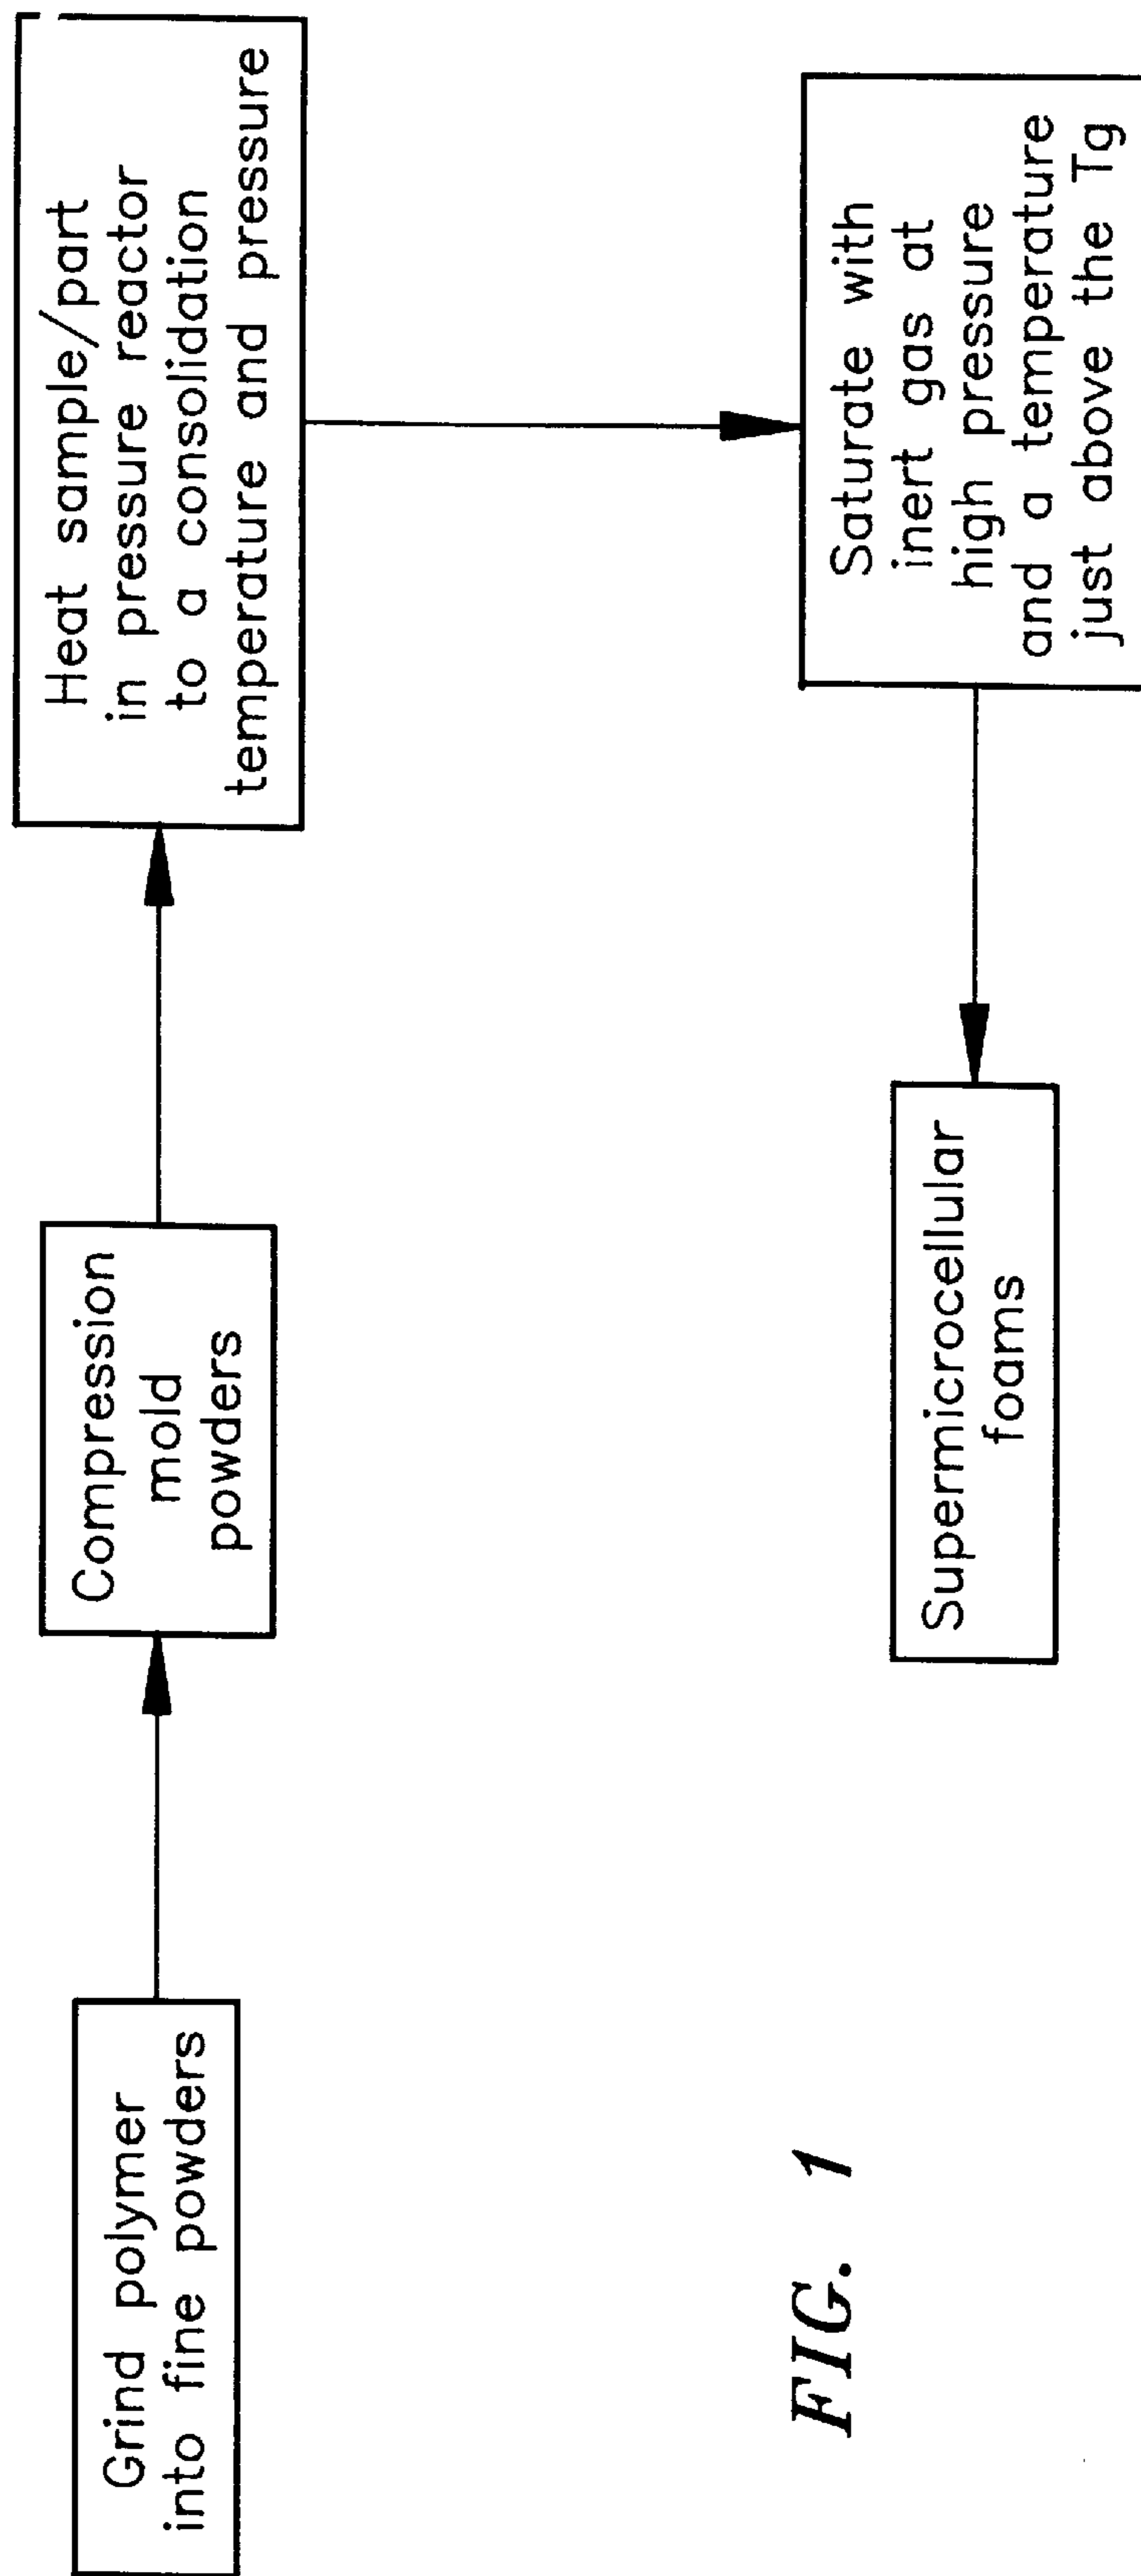 Grind polymer
into fine powders
Compression
mold
powders
Heat sample/part
in pressure reactor
to a consolidation
temperature and pressure
Saturate with
inert gas at
high pressure
and a temperature
just above the Tg
Supermicrocellular
foams
FIG. 1